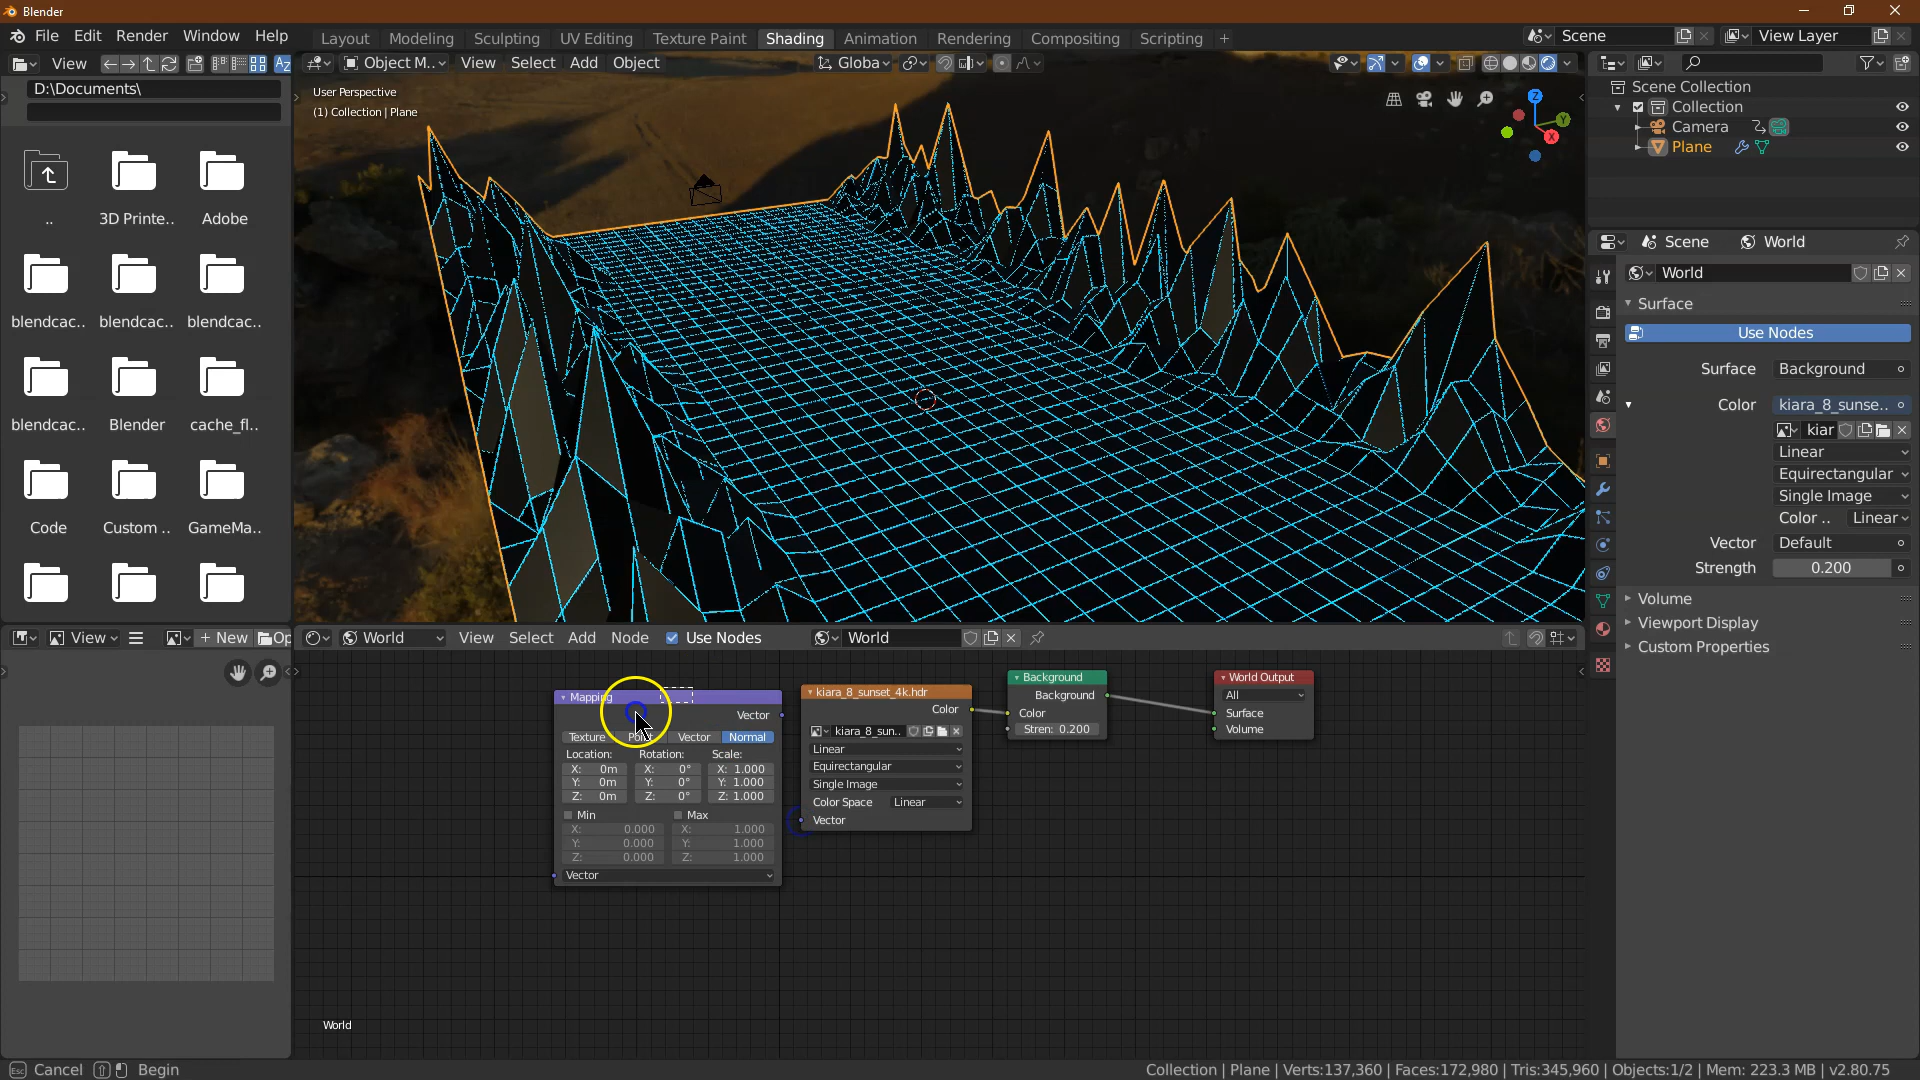 Blender
File Edit Render Window Help
Layout Modeling Sculpting UV Editing Texture Paint Shading Animation Rendering Compositing Scripting +
Scene
View Layer
View
D:\Documents\
..
3D Printe..
Adobe
blendcac..
blendcac..
blendcac..
blendcac..
Blender
cache_fl..
Code
Custom ..
GameMa..
Object M..
View Select Add Object
Globa
User Perspective
(1) Collection | Plane
Z
Y
X
Scene Collection
Collection
Camera
Plane
Scene
World
World
Surface
Use Nodes
Surface Background
Color kiara_8_sunse..
kiar
Linear
Equirectangular
Single Image
Color .. Linear
Vector Default
Strength 0.200
Volume
Viewport Display
Custom Properties
View
+ New
Op
World
View Select Add Node
Use Nodes
World
Mapping
Vector
Texture Point Vector Normal
Location: Rotation: Scale:
X: 0m X: 0° X: 1.000
Y: 0m Y: 0° Y: 1.000
Z: 0m Z: 0° Z: 1.000
Min Max
X: 0.000 X: 1.000
Y: 0.000 Y: 1.000
Z: 0.000 Z: 1.000
Vector
kiara_8_sunset_4k.hdr
Color
kiara_8_sun..
Linear
Equirectangular
Single Image
Color Space Linear
Vector
Background
Background
Color
Stren: 0.200
World Output
All
Surface
Volume
World
Esc Cancel
Begin
Collection | Plane | Verts:137,360 | Faces:172,980 | Tris:345,960 | Objects:1/2 | Mem: 223.3 MB | v2.80.75